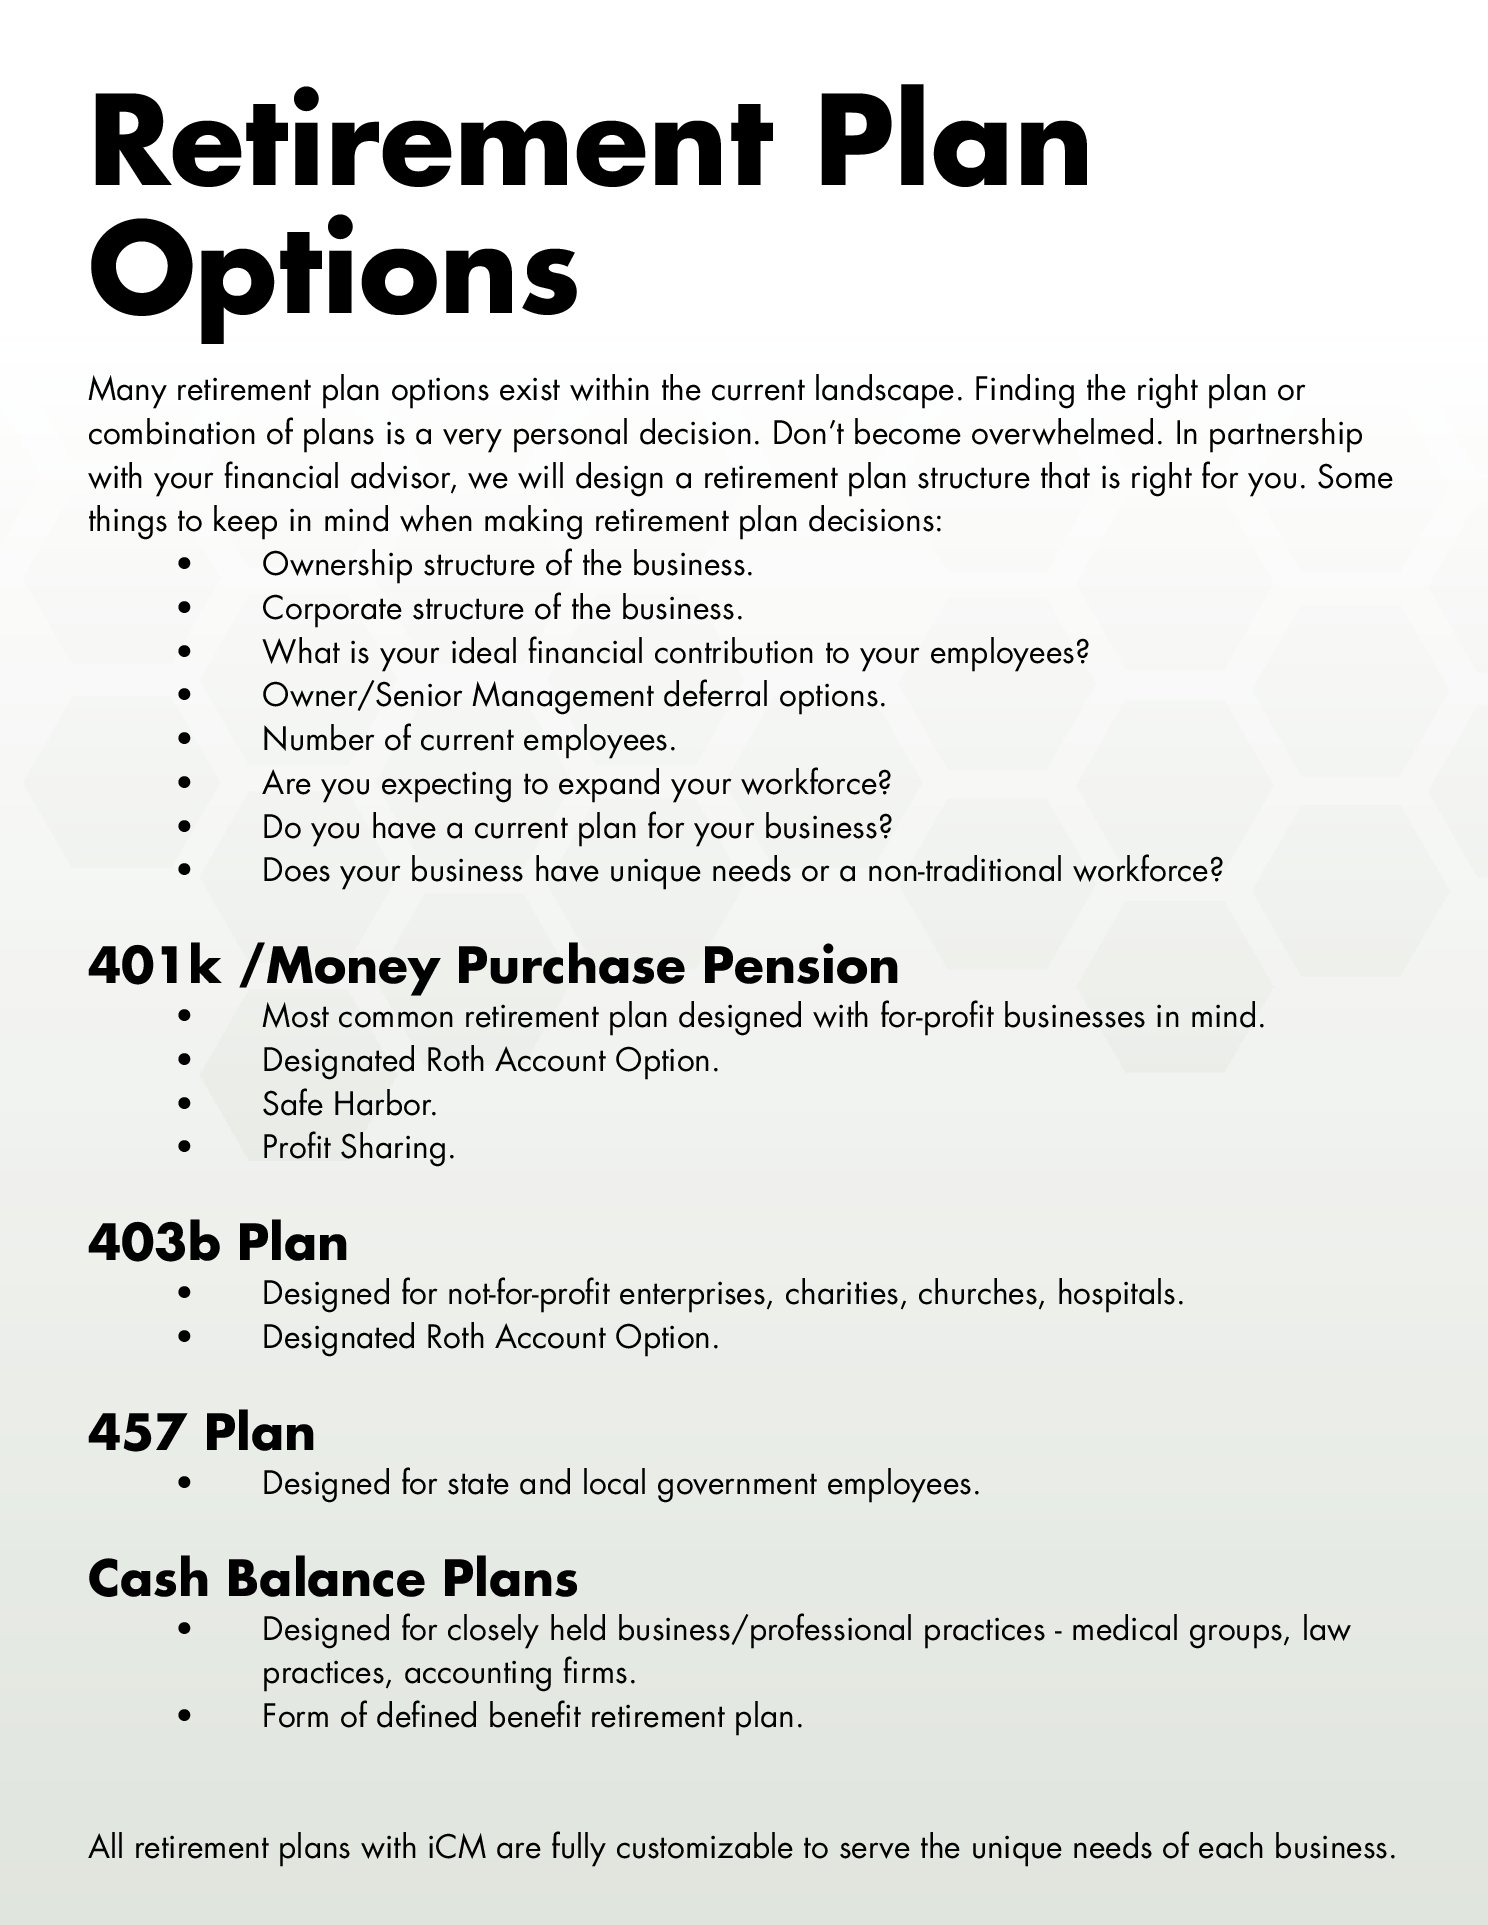 Retirement Plan
Options
Many retirement plan options exist within the current landscape. Finding the right plan or
combination of plans is a very personal decision. Don’t become overwhelmed. In partnership
with your financial advisor, we will design a retirement plan structure that is right for you. Some
things to keep in mind when making retirement plan decisions:
• Ownership structure of the business.
• Corporate structure of the business.
• What is your ideal financial contribution to your employees?
• Owner/Senior Management deferral options.
• Number of current employees.
• Are you expecting to expand your workforce?
• Do you have a current plan for your business?
• Does your business have unique needs or a non-traditional workforce?
401k /Money Purchase Pension
• Most common retirement plan designed with for-profit businesses in mind.
• Designated Roth Account Option.
• Safe Harbor.
• Profit Sharing.
403b Plan
• Designed for not-for-profit enterprises, charities, churches, hospitals.
• Designated Roth Account Option.
457 Plan
• Designed for state and local government employees.
Cash Balance Plans
• Designed for closely held business/professional practices - medical groups, law
practices, accounting firms.
• Form of defined benefit retirement plan.
All retirement plans with iCM are fully customizable to serve the unique needs of each business.